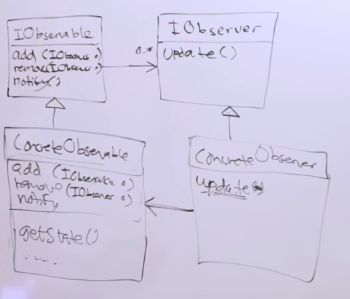 IObservable
add (IObserver o)
remove(IObserver o)
notify()
0..*
IObserver
update()
ConcreteObservable
add (IObserver o)
remove (IObserver o)
notify
getState()
.....
ConcreteObserver
update()